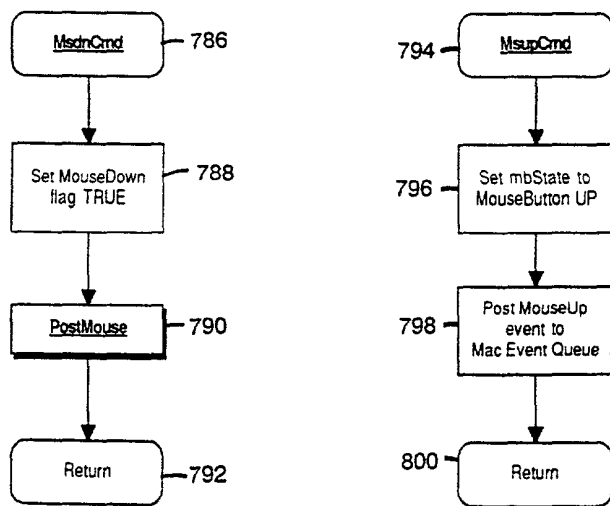 MsdnCmd
786
Set MouseDown
flag TRUE
788
PostMouse
790
Return
792
MsupCmd
794
Set mbState to
MouseButton UP
796
Post MouseUp
event to
Mac Event Queue
798
Return
800